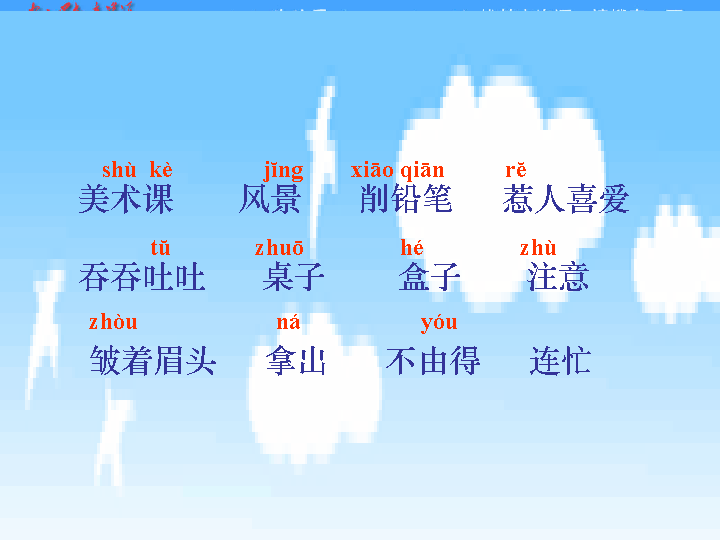 shù kè jǐng xiāo qiān rě
美术课 风景 削铅笔 惹人喜爱
tǔ zhuō hé zhù
吞吞吐吐 桌子 盒子 注意
zhòu ná yóu
皱着眉头 拿出 不由得 连忙